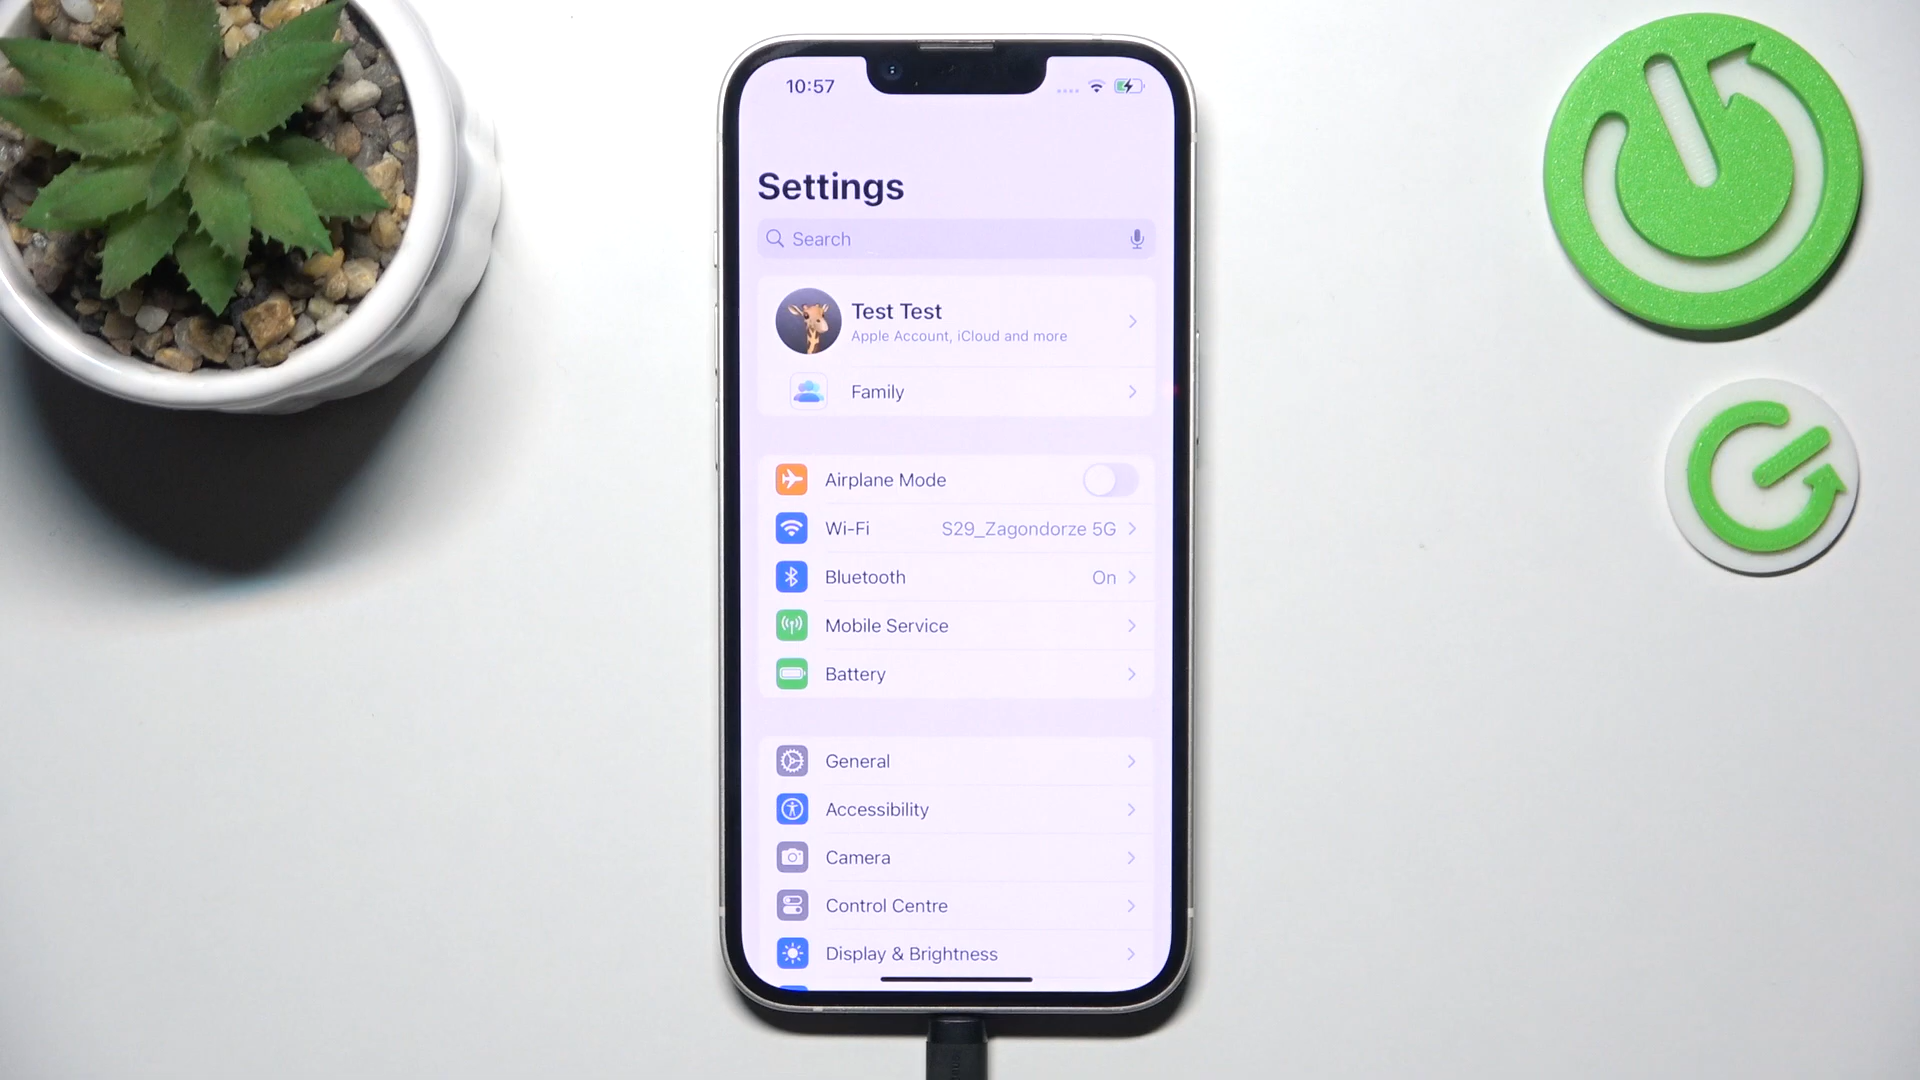 10:57
Settings
Search
Test Test
Apple Account, iCloud and more
Family
Airplane Mode
Wi-Fi S29_Zagondorze 5G
Bluetooth On
Mobile Service
Battery
General
Accessibility
Camera
Control Centre
Display & Brightness